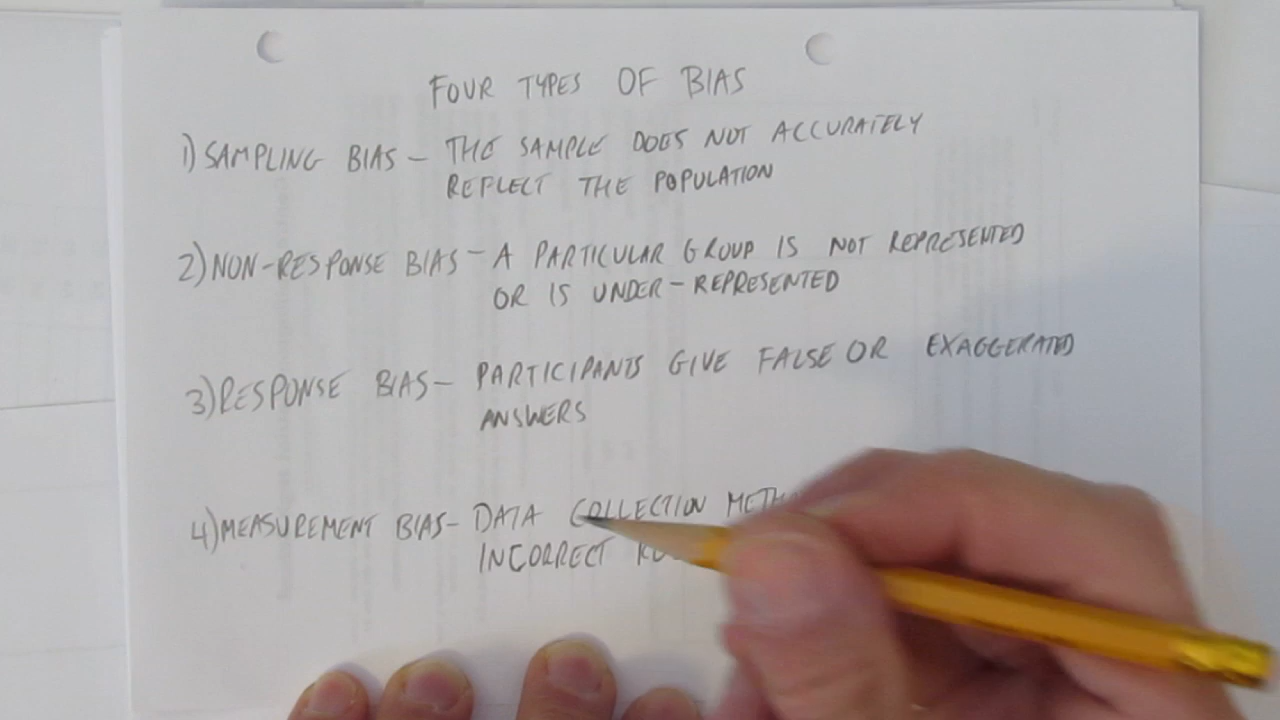 FOUR TYPES OF BIAS
1) SAMPLING BIAS - THE SAMPLE DOES NOT ACCURATELY
REFLECT THE POPULATION
2) NON-RESPONSE BIAS - A PARTICULAR GROUP IS NOT REPRESENTED
OR IS UNDER-REPRESENTED
3) RESPONSE BIAS - PARTICIPANTS GIVE FALSE OR EXAGGERATED
ANSWERS
4) MEASUREMENT BIAS - DATA COLLECTION
INCORRECT